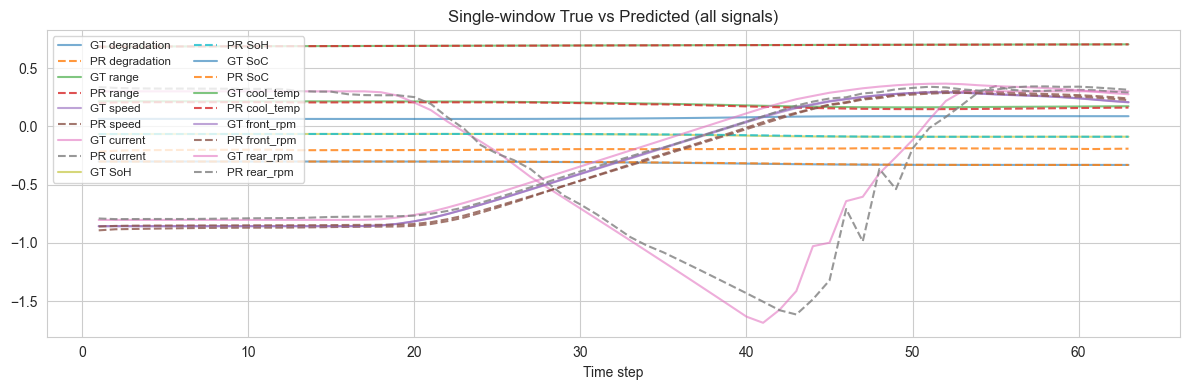 Single-window True vs Predicted (all signals)
GT degradation
PR degradation
GT range
PR range
GT speed
PR speed
GT current
PR current
GT SoH
PR SoH
GT SoC
PR SoC
GT cool_temp
PR cool_temp
GT front_rpm
PR front_rpm
GT rear_rpm
PR rear_rpm
0.5
0.0
−0.5
−1.0
−1.5
0 10 20 30 40 50 60
Time step